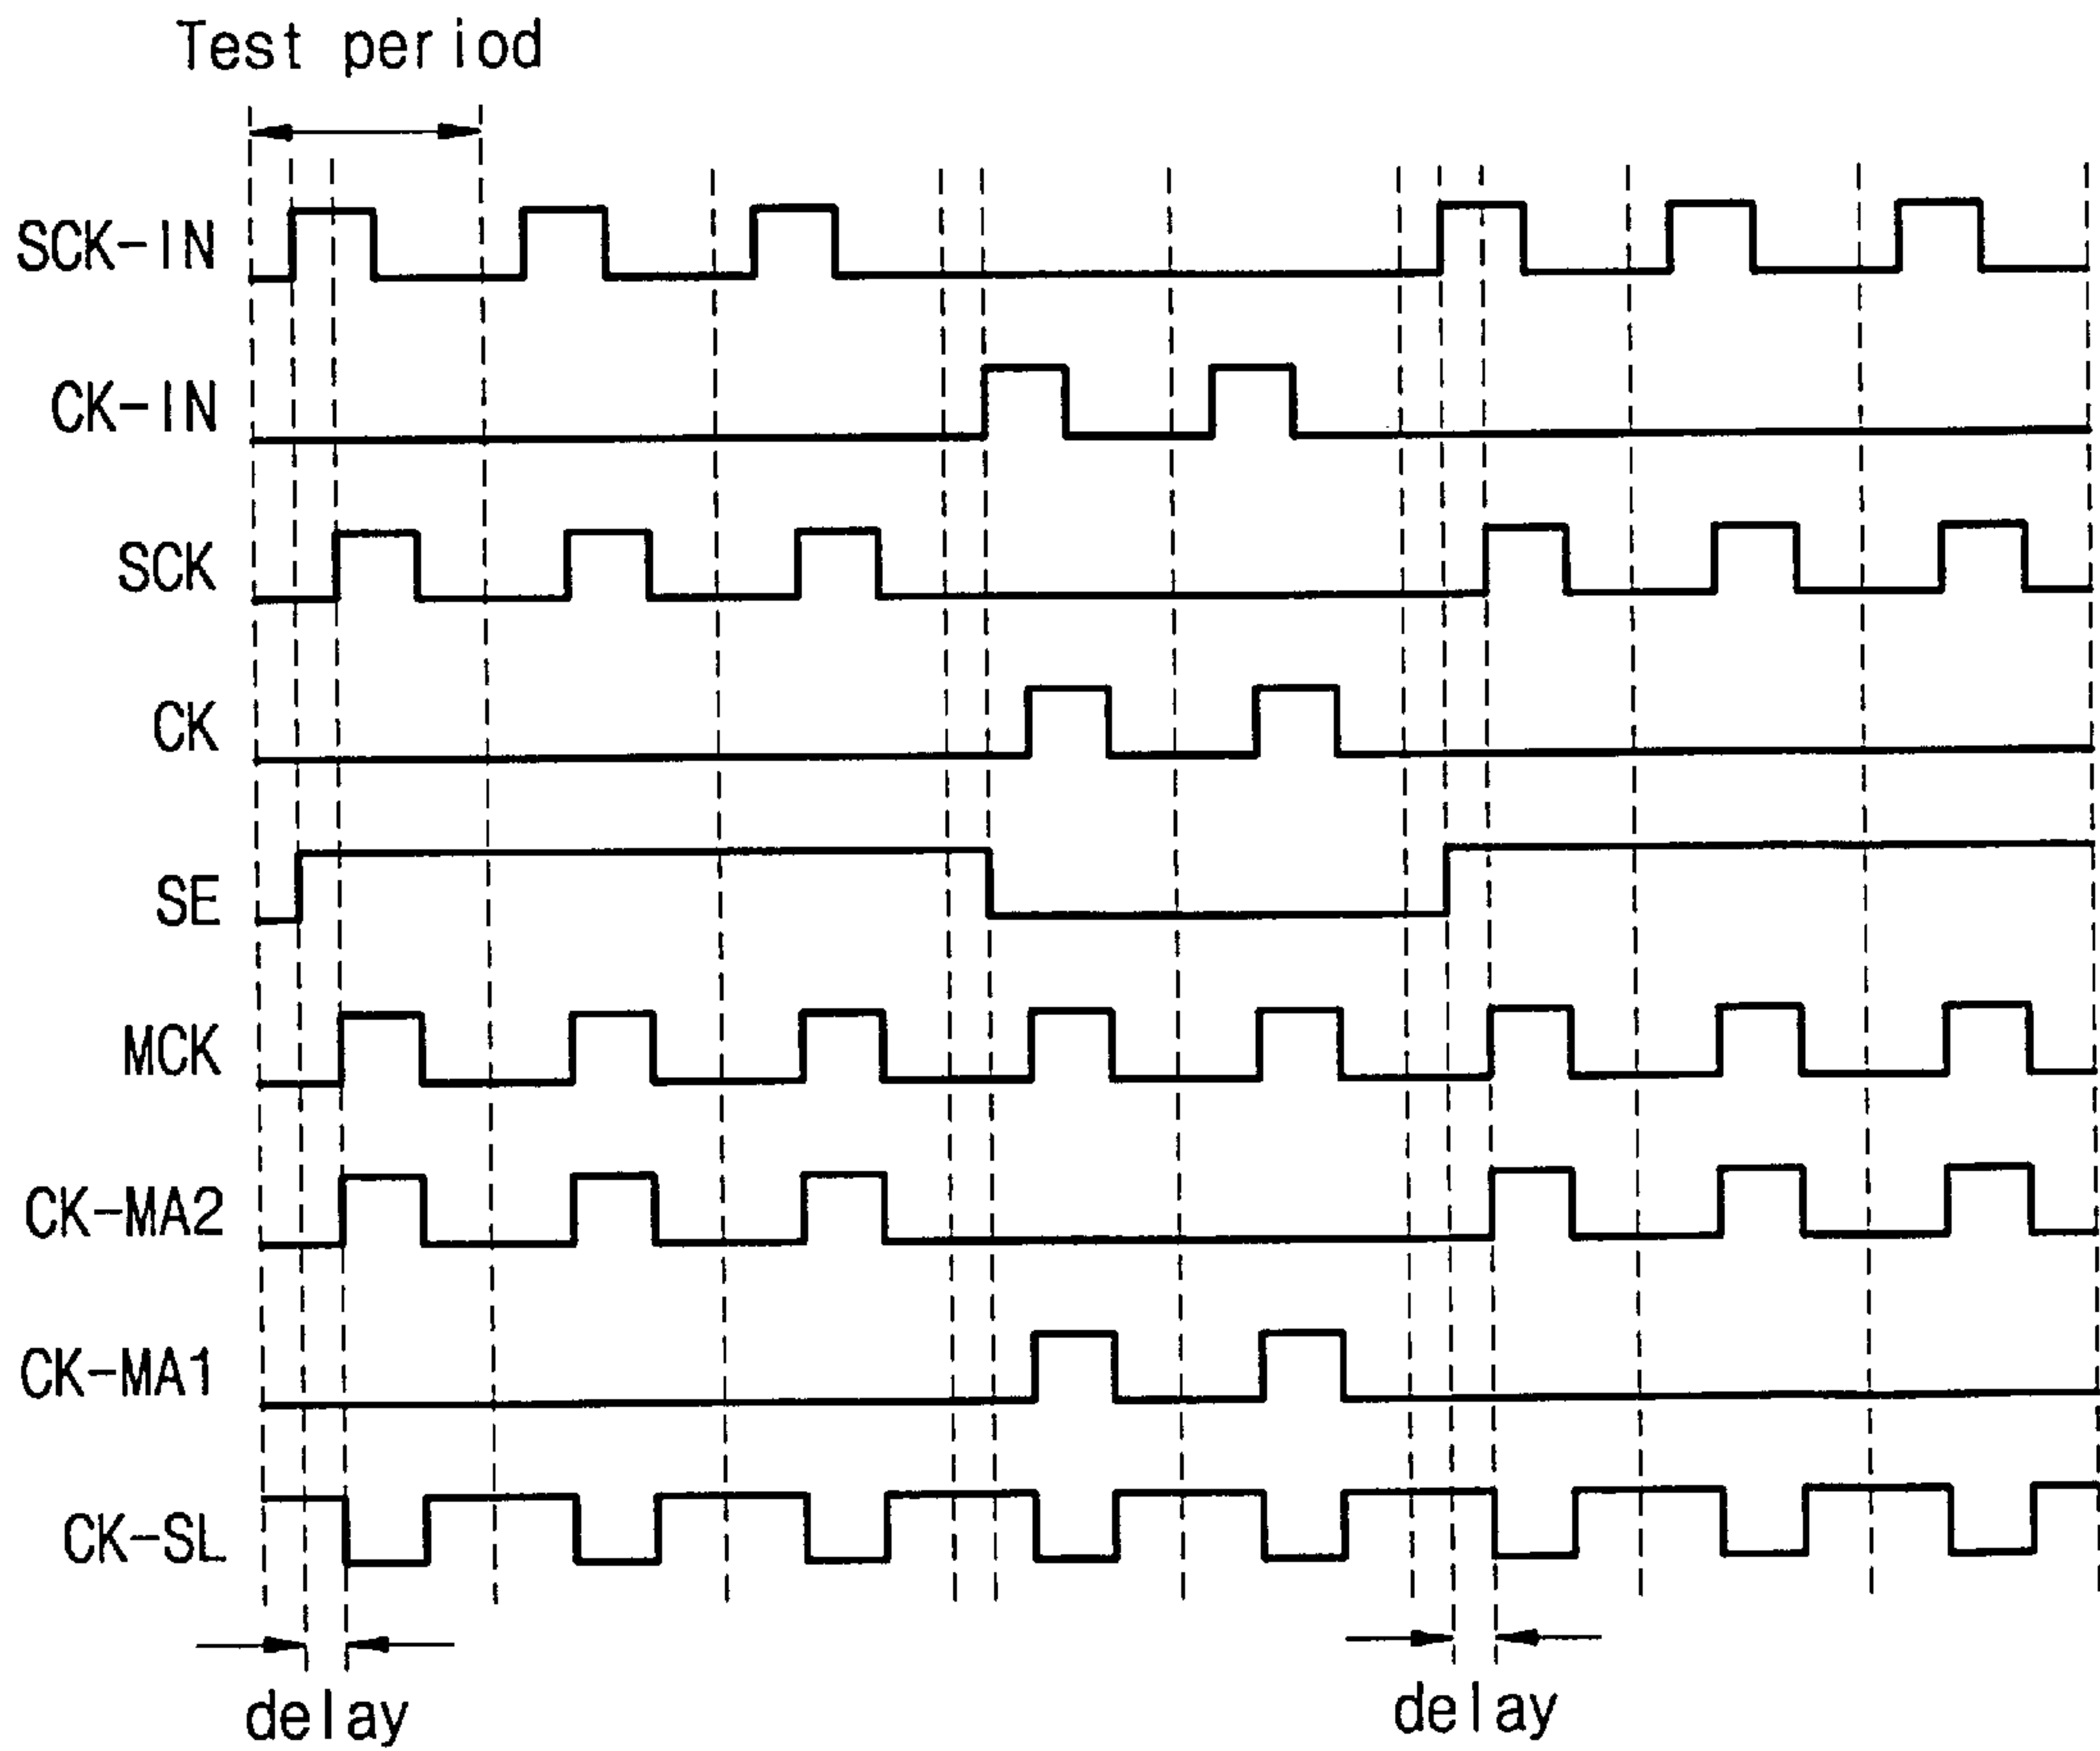 Test period
SCK-IN
CK-IN
SCK
CK
SE
MCK
CK-MA2
CK-MA1
CK-SL
delay
delay